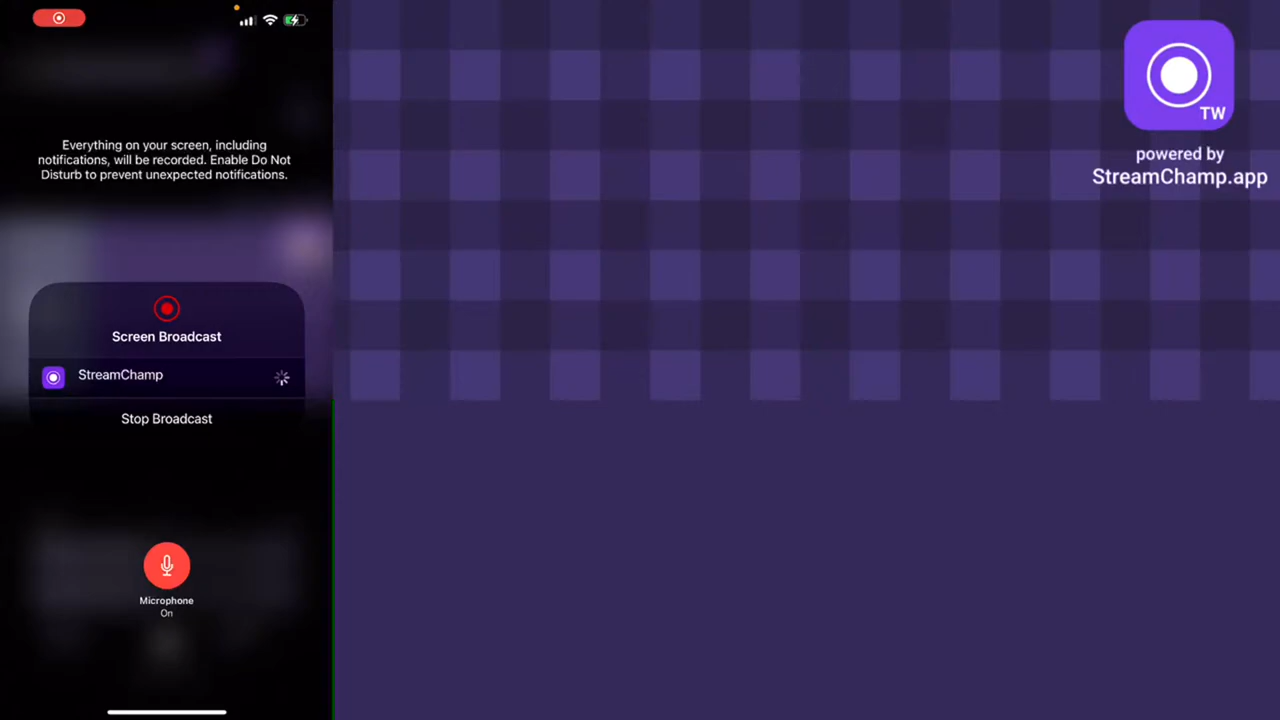 Everything on your screen, including
notifications, will be recorded. Enable Do Not
Disturb to prevent unexpected notifications.
Screen Broadcast
StreamChamp
Stop Broadcast
Microphone
On
TW
powered by
StreamChamp.app